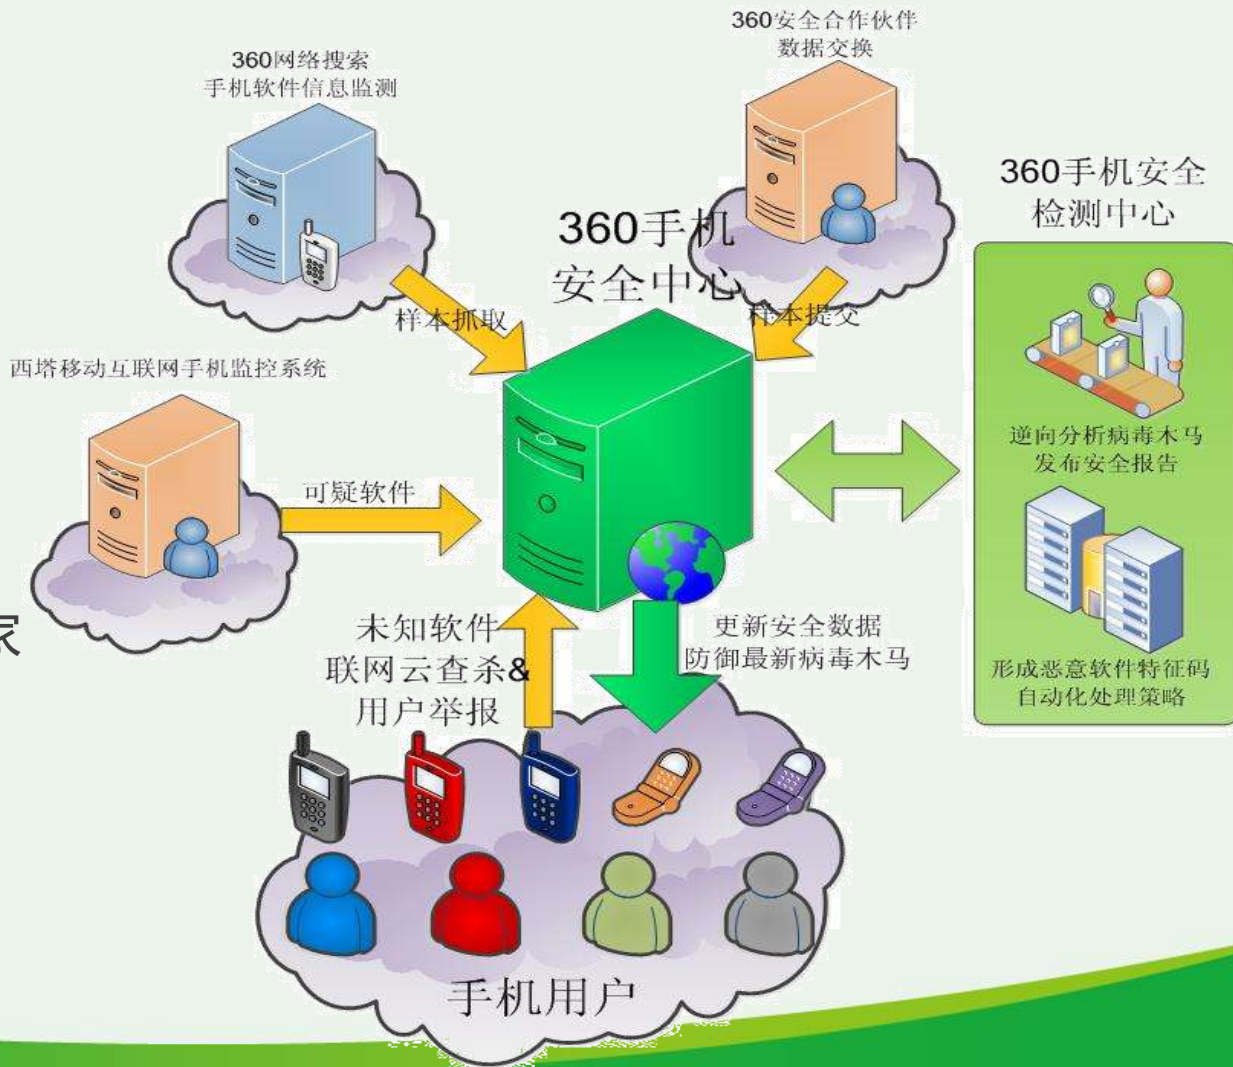 360安全合作伙伴
数据交换
360网络搜索
手机软件信息监测
360手机安全
检测中心
360手机
安全中心
样本抓取
样本提交
西塔移动互联网手机监控系统
逆向分析病毒木马
发布安全报告
可疑软件
家
未知软件
联网云查杀&
用户举报
更新安全数据
防御最新病毒木马
形成恶意软件特征码
自动化处理策略
手机用户